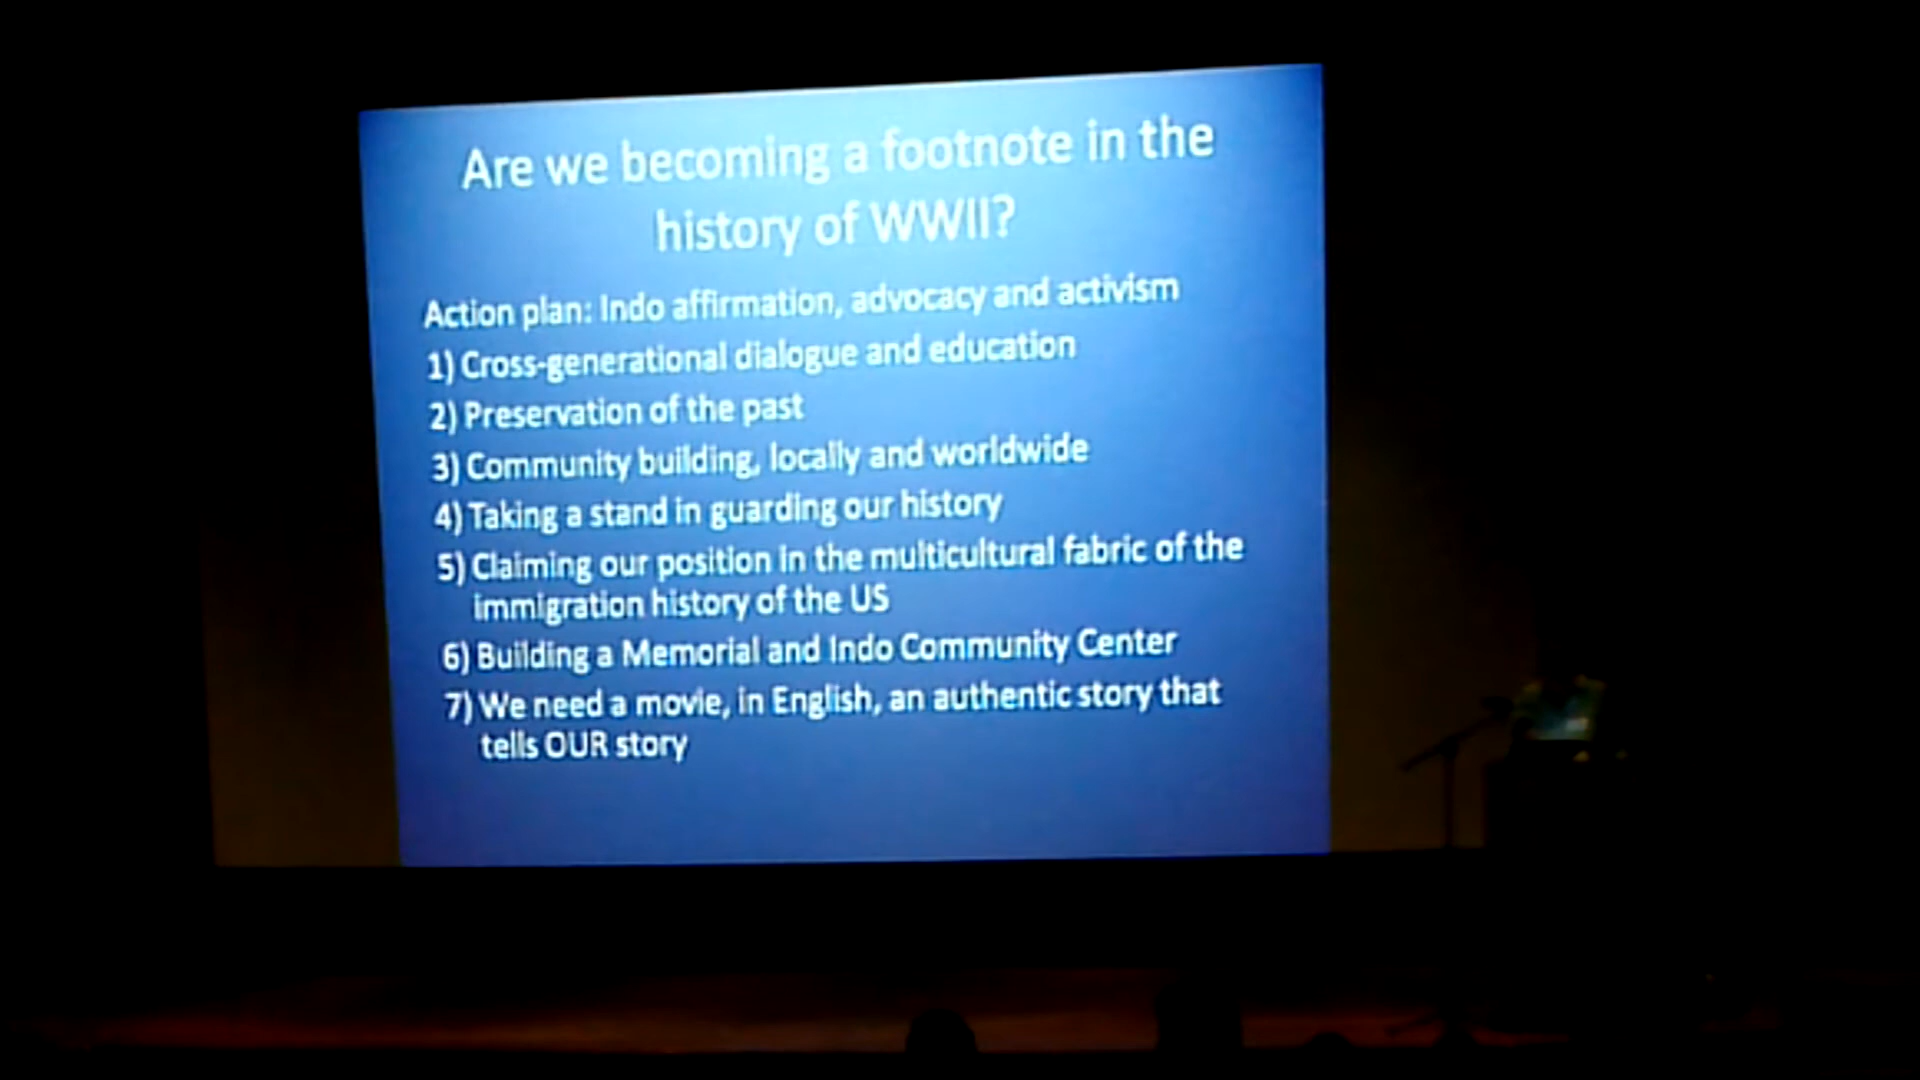 Are we becoming a footnote in the
history of WWII?
Action plan: Indo affirmation, advocacy and activism
1) Cross-generational dialogue and education
2) Preservation of the past
3) Community building, locally and worldwide
4) Taking a stand in guarding our history
5) Claiming our position in the multicultural fabric of the
immigration history of the US
6) Building a Memorial and Indo Community Center
7) We need a movie, in English, an authentic story that
tells OUR story